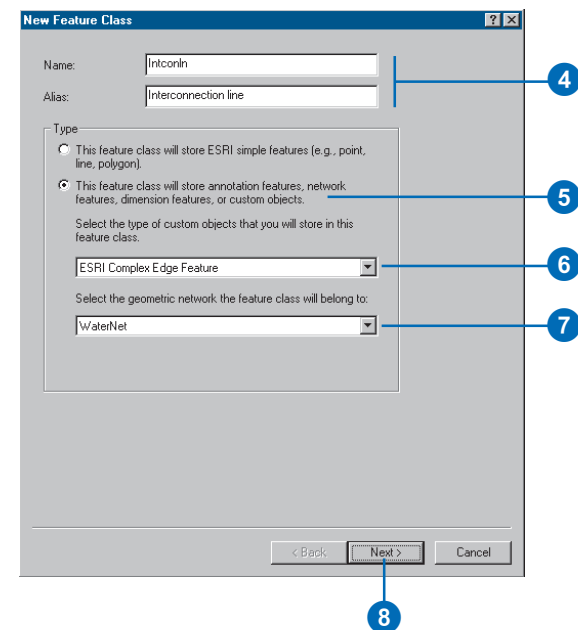 New Feature Class
? X
Name:
Intconln
4
Alias:
Interconnection line
Type
This feature class will store ESRI simple features (e.g., point,
line, polygon).
This feature class will store annotation features, network
features, dimension features, or custom objects.
5
Select the type of custom objects that you will store in this
feature class.
ESRI Complex Edge Feature
6
Select the geometric network the feature class will belong to:
WaterNet
7
< Back
Next >
Cancel
8